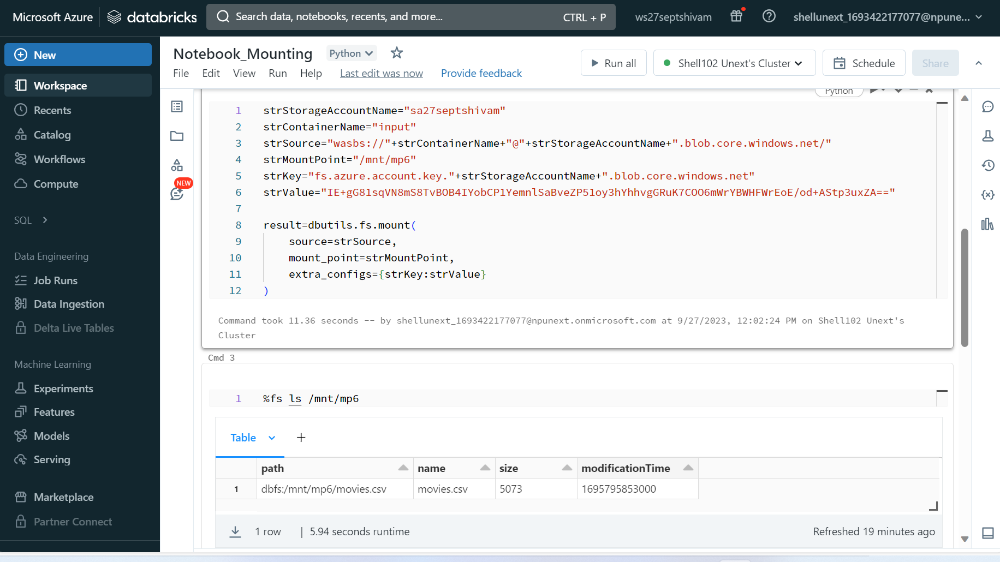 Microsoft Azure databricks Search data, notebooks, recents, and more... CTRL + P ws27septshivam shellunext_1693422177077@npune...
New
Workspace
Recents
Catalog
Workflows
Compute
SQL
Data Engineering
Job Runs
Data Ingestion
Delta Live Tables
Machine Learning
Experiments
Features
Models
Serving
Marketplace
Partner Connect
Notebook_Mounting Python
File Edit View Run Help Last edit was now Provide feedback
Run all Shell102 Unext's Cluster Schedule Share
NEW
Python
1 strStorageAccountName="sa27septshivam"
2 strContainerName="input"
3 strSource="wasbs://"+strContainerName+"@"+strStorageAccountName+".blob.core.windows.net/"
4 strMountPoint="/mnt/mp6"
5 strKey="fs.azure.account.key."+strStorageAccountName+".blob.core.windows.net"
6 strValue="IE+gG81sqVN8mS8TvBOB4IYobCP1YemnlSaBveZP51oy3hYhhvgGRuK7COO6mWrYBWHFWrEoE/od+AStp3uxZA=="
7
8 result=dbutils.fs.mount(
9 source=strSource,
10 mount_point=strMountPoint,
11 extra_configs={strKey:strValue}
12 )
Command took 11.36 seconds -- by shellunext_1693422177077@npunext.onmicrosoft.com at 9/27/2023, 12:02:24 PM on Shell102 Unext's
Cluster
Cmd 3
1 %fs ls /mnt/mp6
Table +
path name size modificationTime
1 dbfs:/mnt/mp6/movies.csv movies.csv 5073 1695795853000
1 row | 5.94 seconds runtime Refreshed 19 minutes ago